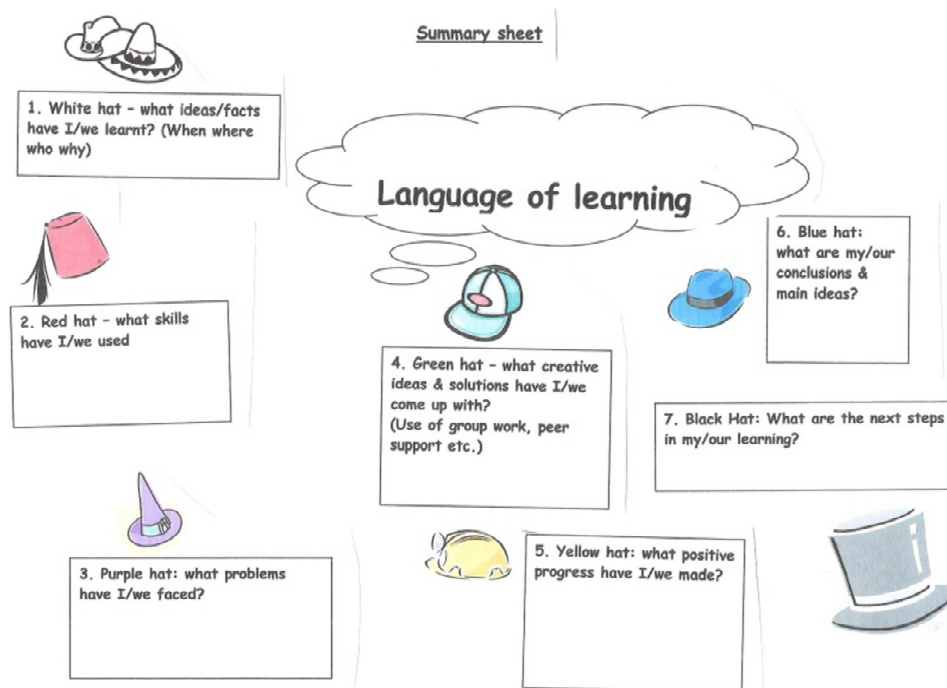 Summary sheet
1. White hat - what ideas/facts
have I/we learnt? (When where
who why)
Language of learning
2. Red hat - what skills
have I/we used
3. Purple hat: what problems
have I/we faced?
4. Green hat - what creative
ideas & solutions have I/we
come up with?
(Use of group work, peer
support etc.)
5. Yellow hat: what positive
progress have I/we made?
6. Blue hat:
what are my/our
conclusions &
main ideas?
7. Black Hat: What are the next steps
in my/our learning?